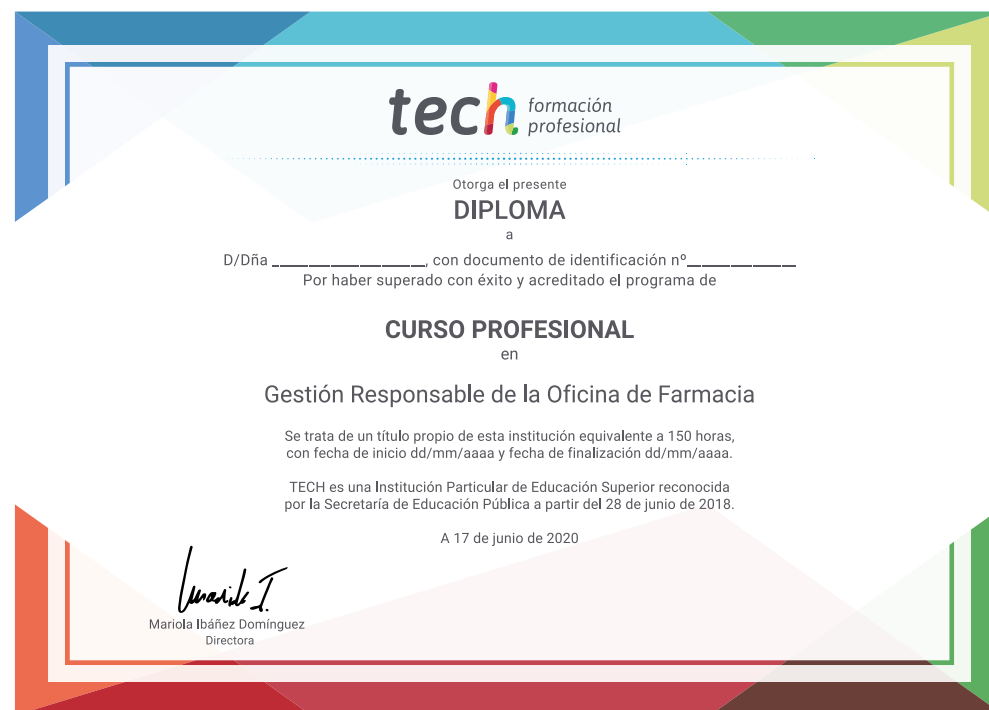 tech formación
profesional
Otorga el presente
DIPLOMA
a
D/Dña ____________________, con documento de identificación nº______________
Por haber superado con éxito y acreditado el programa de
CURSO PROFESIONAL
en
Gestión Responsable de la Oficina de Farmacia
Se trata de un título propio de esta institución equivalente a 150 horas,
con fecha de inicio dd/mm/aaaa y fecha de finalización dd/mm/aaaa.
TECH es una Institución Particular de Educación Superior reconocida
por la Secretaría de Educación Pública a partir del 28 de junio de 2018.
A 17 de junio de 2020
Mariola Ibáñez Domínguez
Directora